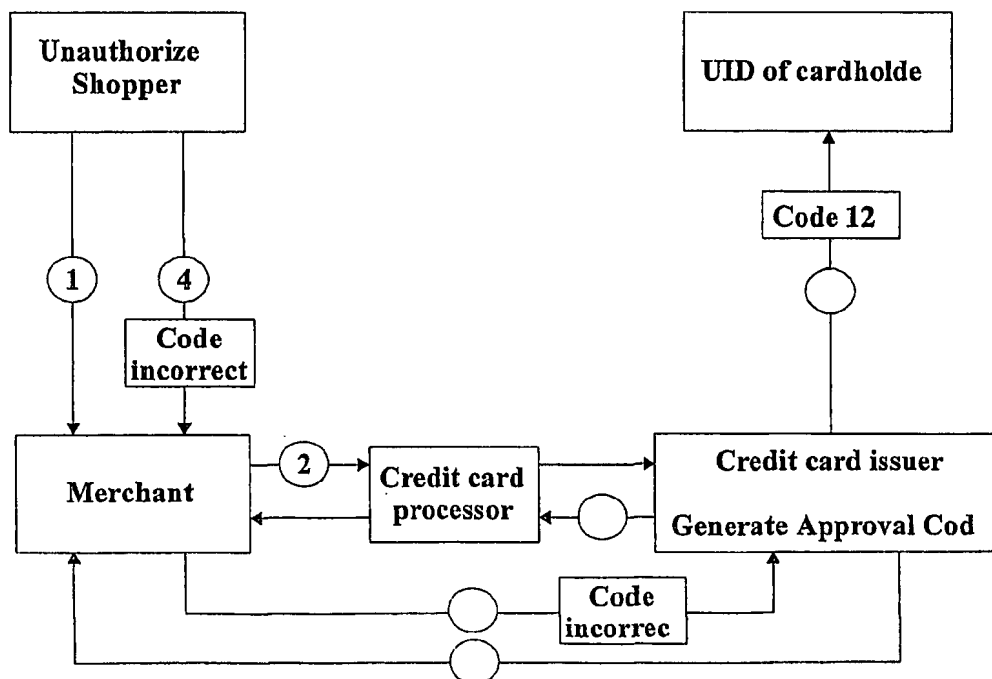 Unauthorize
Shopper
UID of cardholde
Code 12
1
4
Code
incorrect
2
Merchant
Credit card
processor
Credit card issuer
Generate Approval Cod
Code
incorrec